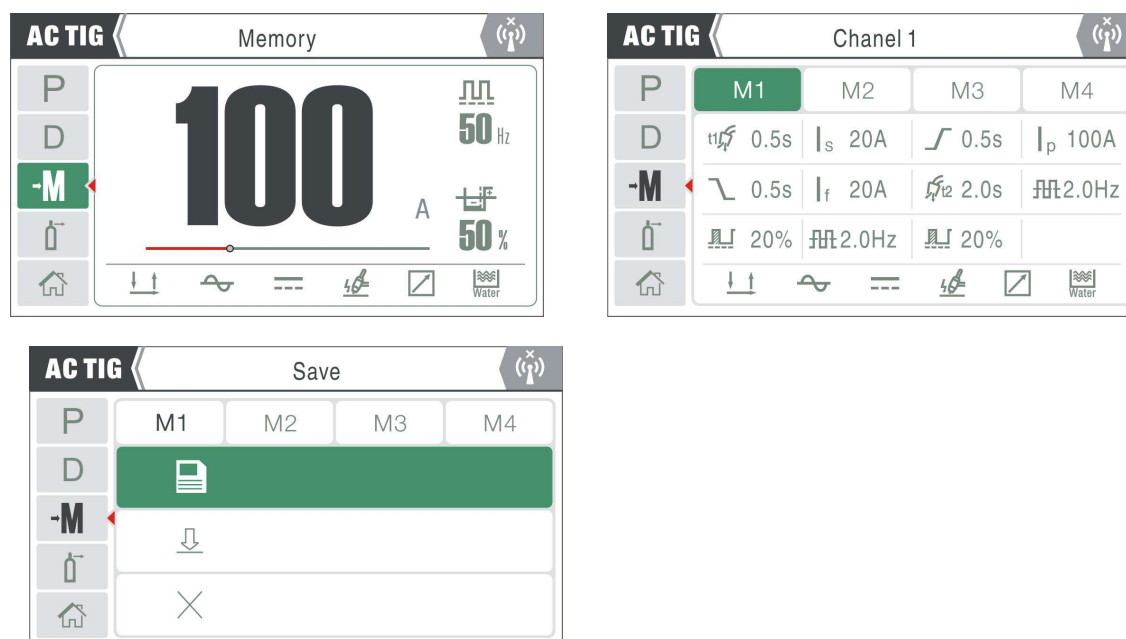 AC TIG Memory
P
D
M
100 A
50 Hz
50 %
Water
AC TIG Chanel 1
P
D
M
M1 M2 M3 M4
t1 0.5s Is 20A 0.5s Ip 100A
0.5s If 20A t2 2.0s 2.0Hz
20% 2.0Hz 20%
Water
AC TIG Save
P
D
M
M1 M2 M3 M4